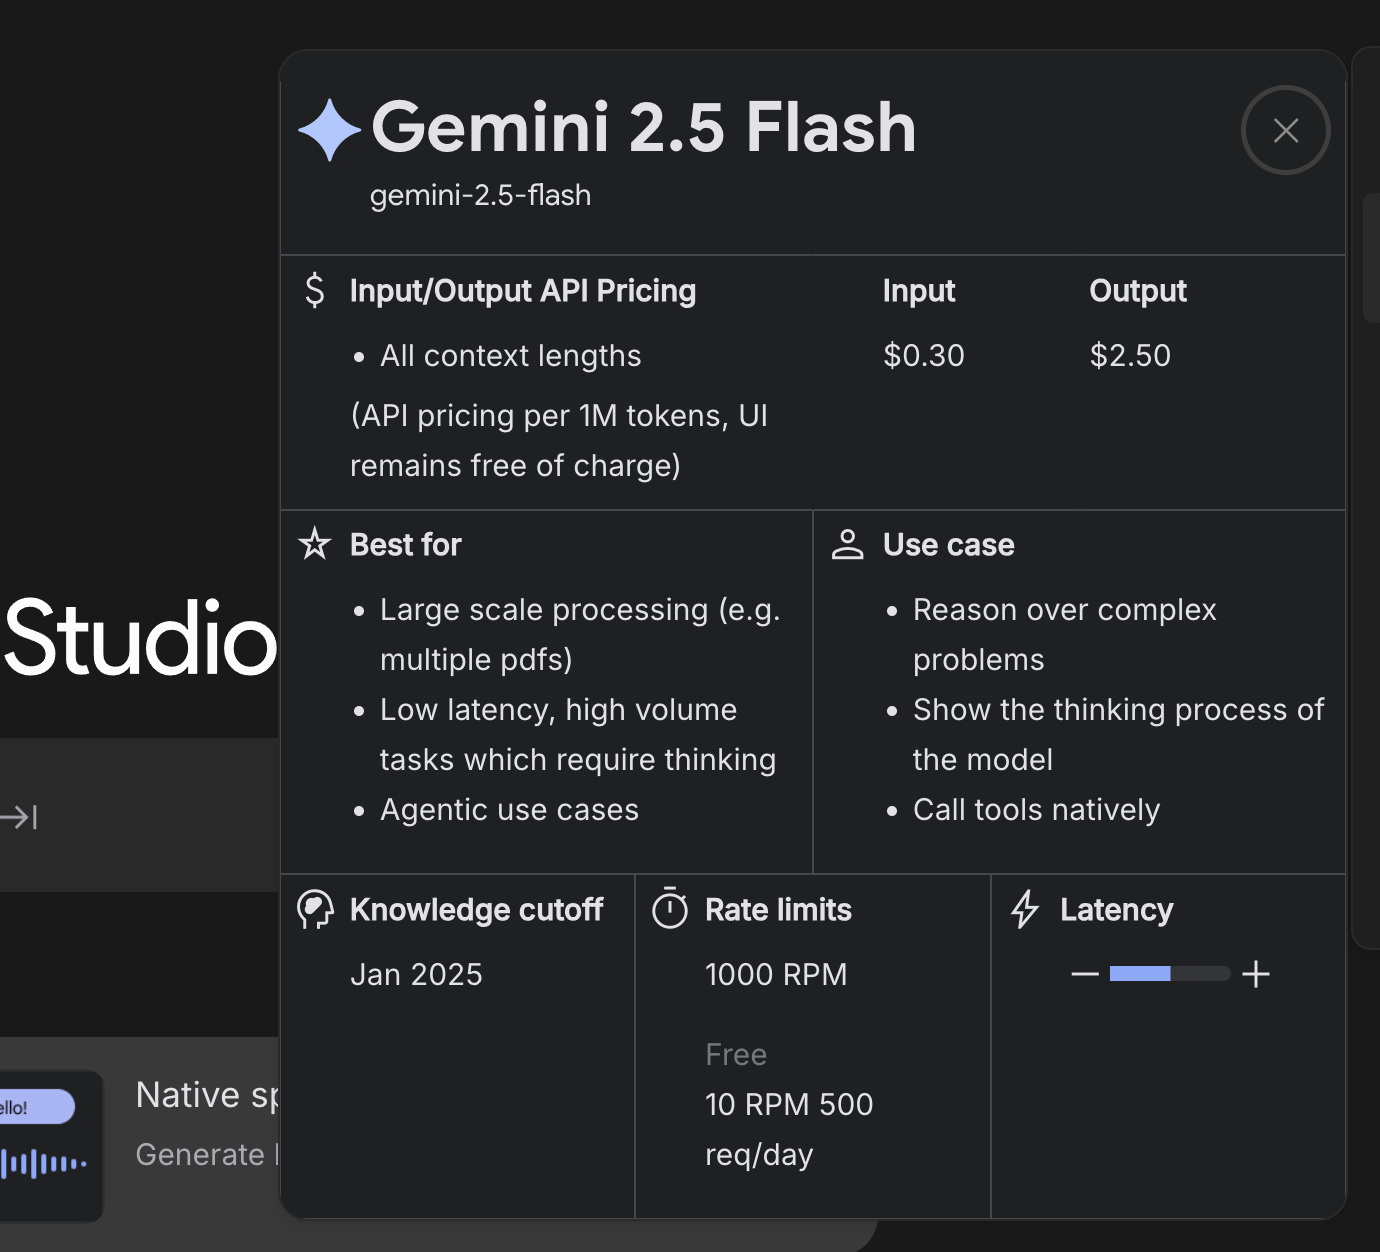 Gemini 2.5 Flash
gemini-2.5-flash
Input/Output API Pricing
Input
Output
• All context lengths
$0.30
$2.50
(API pricing per 1M tokens, UI
remains free of charge)
Best for
• Large scale processing (e.g.
multiple pdfs)
• Low latency, high volume
tasks which require thinking
• Agentic use cases
Use case
• Reason over complex
problems
• Show the thinking process of
the model
• Call tools natively
Knowledge cutoff
Jan 2025
Rate limits
1000 RPM
Free
10 RPM 500
req/day
Latency
Studio
ello!
Native sp
Generate